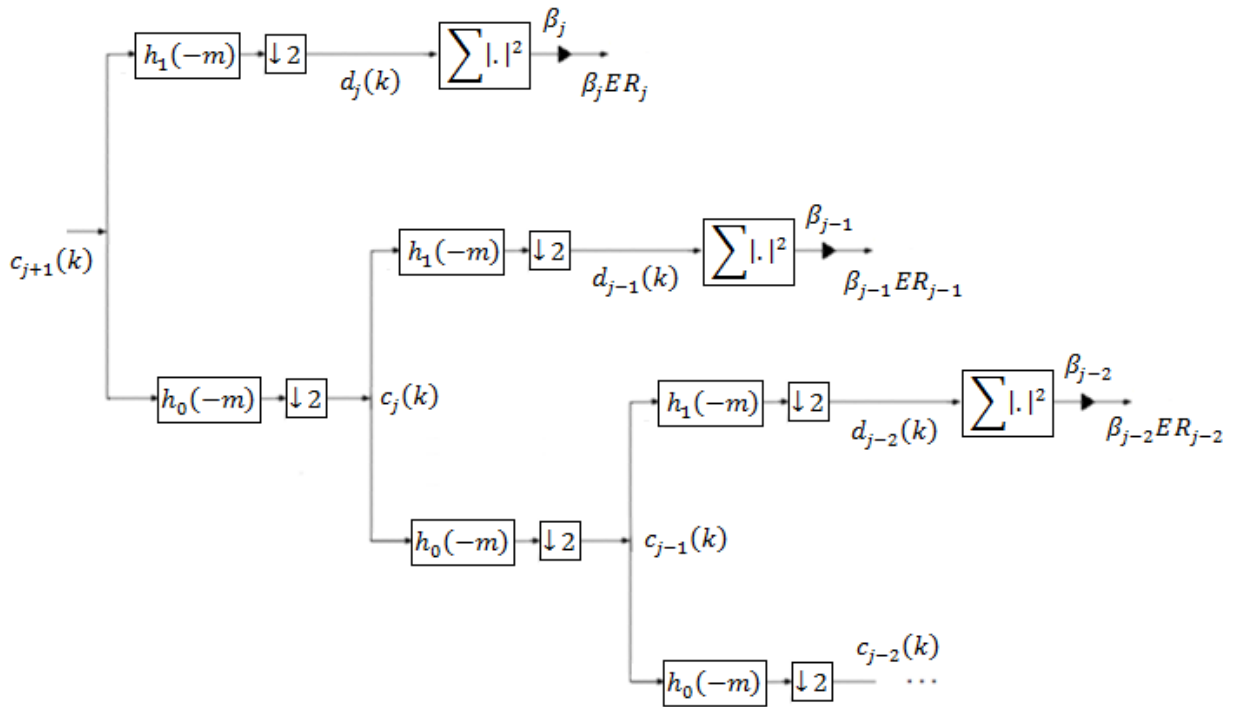 β_j
h₁(−m) ↓2 ∑|.|²
d_j(k) β_jER_j
β_{j−1}
c_{j+1}(k) h₁(−m) ↓2 ∑|.|²
d_{j−1}(k) β_{j−1}ER_{j−1}
β_{j−2}
h₀(−m) ↓2 c_j(k) h₁(−m) ↓2 ∑|.|²
d_{j−2}(k) β_{j−2}ER_{j−2}
h₀(−m) ↓2 c_{j−1}(k)
c_{j−2}(k)
h₀(−m) ↓2 ···